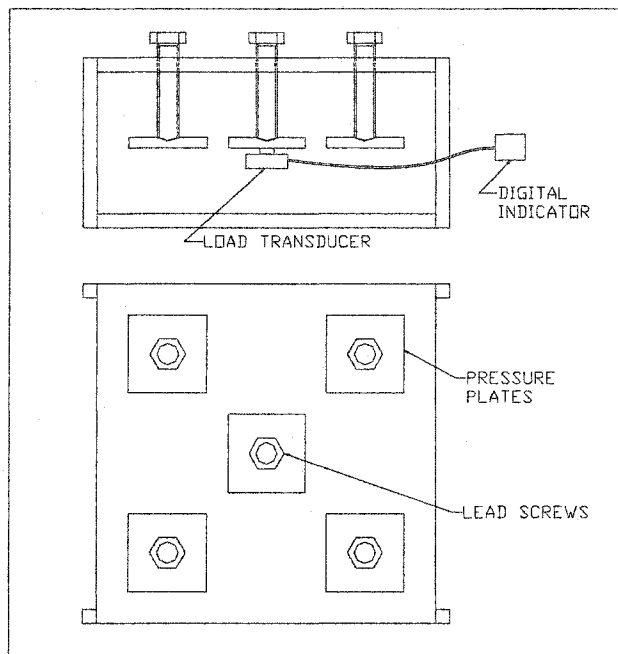 DIGITAL
INDICATOR
LOAD TRANSDUCER
PRESSURE
PLATES
LEAD SCREWS